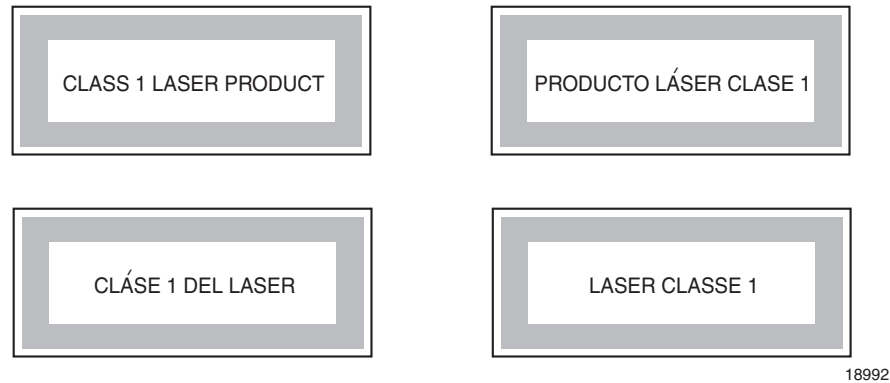 CLASS 1 LASER PRODUCT
PRODUCTO LÁSER CLASE 1
CLÁSE 1 DEL LASER
LASER CLASSE 1
18992